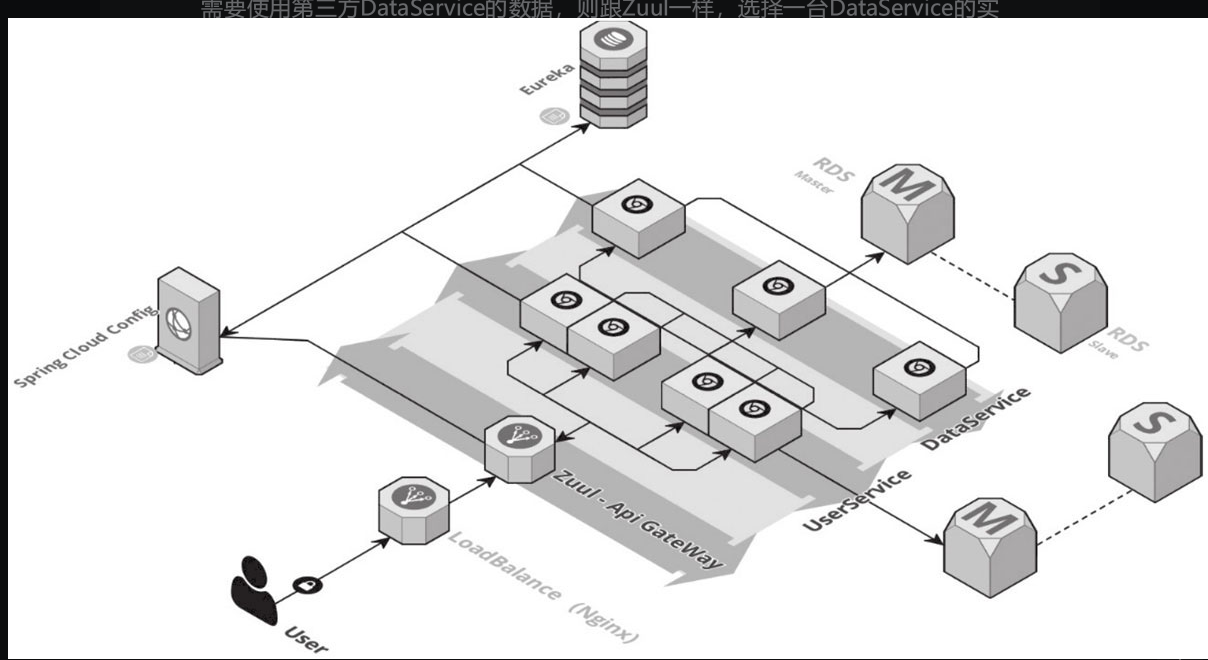 需要使用第三方DataService的数据，则跟Zuul一样，选择一台DataService的实
Eureka
RDS
Master
M
S
RDS
Slave
Spring Cloud Config
DataService
S
UserService
M
Zuul - Api GateWay
LoadBalance (Nginx)
User